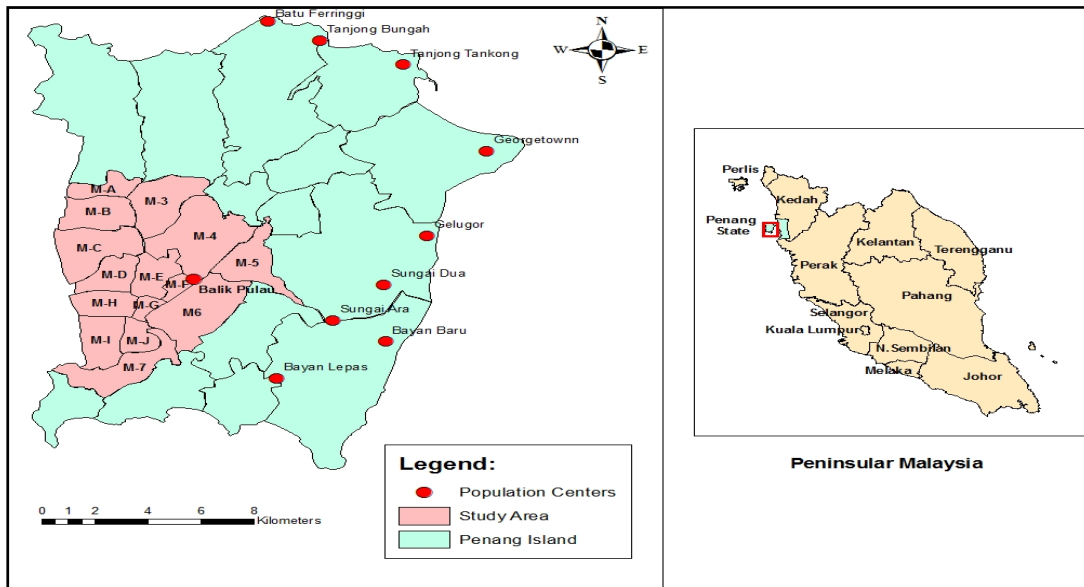 Batu Ferringgi
Tanjong Bungah
Tanjong Tankong
N
W E
S
Georgetownn
M-A
M-3
M-B
M-4
Gelugor
M-C
M-5
M-D
M-E
Sungai Dua
M-F
Balik Pulau
M-H
M-G
M6
Sungai Ara
M-I
M-J
Bayan Baru
M-7
Bayan Lepas
Legend:
Population Centers
Study Area
Penang Island
0 1 2 4 6 8
Kilometers
Perlis
Kedah
Penang
State
Kelantan
Terengganu
Perak
Pahang
Selangor
Kuala Lumpur
N.Sembilan
Melaka
Johor
Peninsular Malaysia